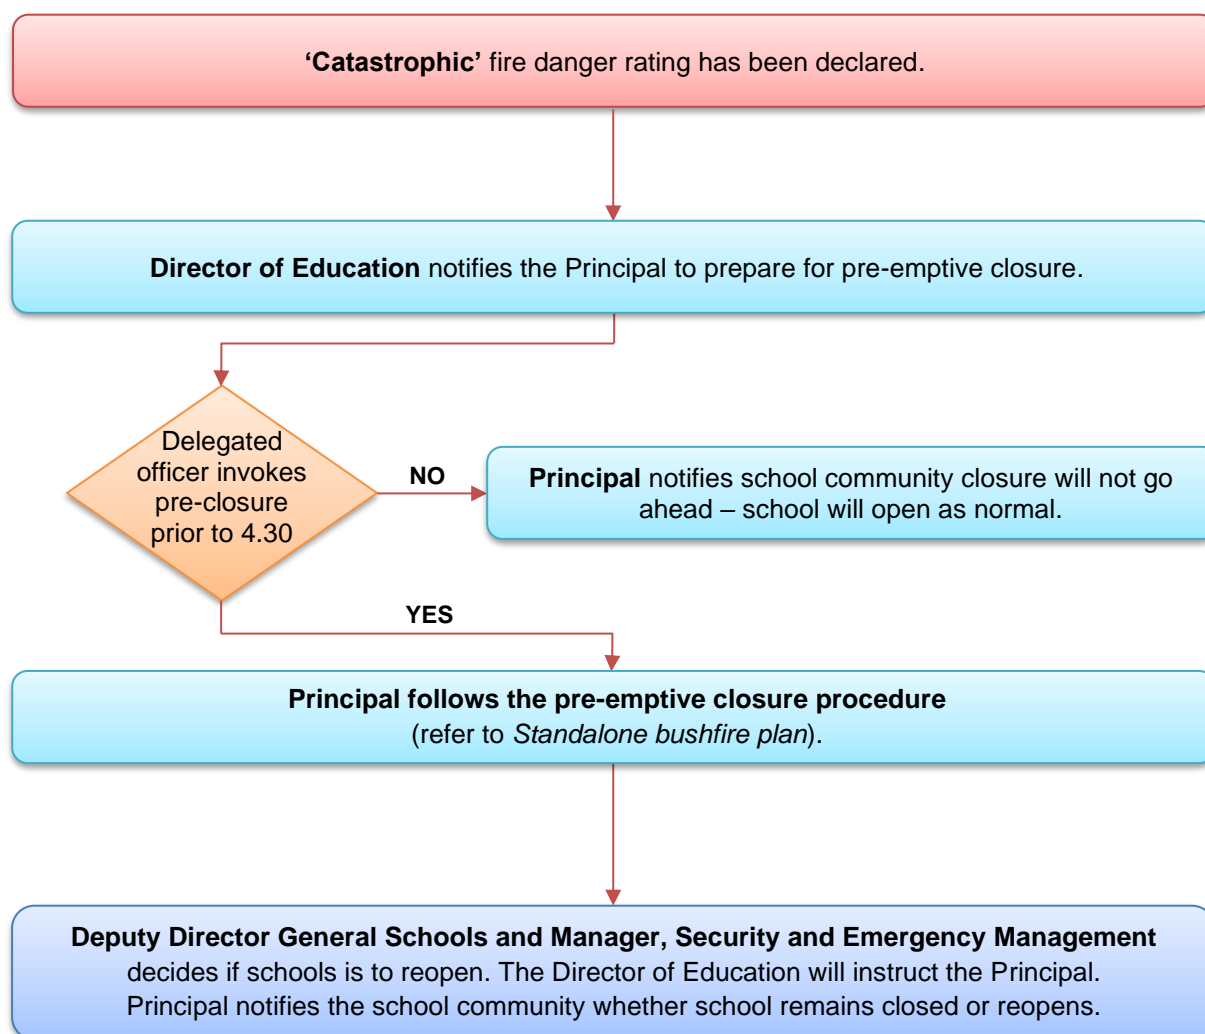 ‘Catastrophic’ fire danger rating has been declared.
Director of Education notifies the Principal to prepare for pre-emptive closure.
Delegated
officer invokes
pre-closure
prior to 4.30
NO
Principal notifies school community closure will not go
ahead – school will open as normal.
YES
Principal follows the pre-emptive closure procedure
(refer to Standalone bushfire plan).
Deputy Director General Schools and Manager, Security and Emergency Management
decides if schools is to reopen. The Director of Education will instruct the Principal.
Principal notifies the school community whether school remains closed or reopens.